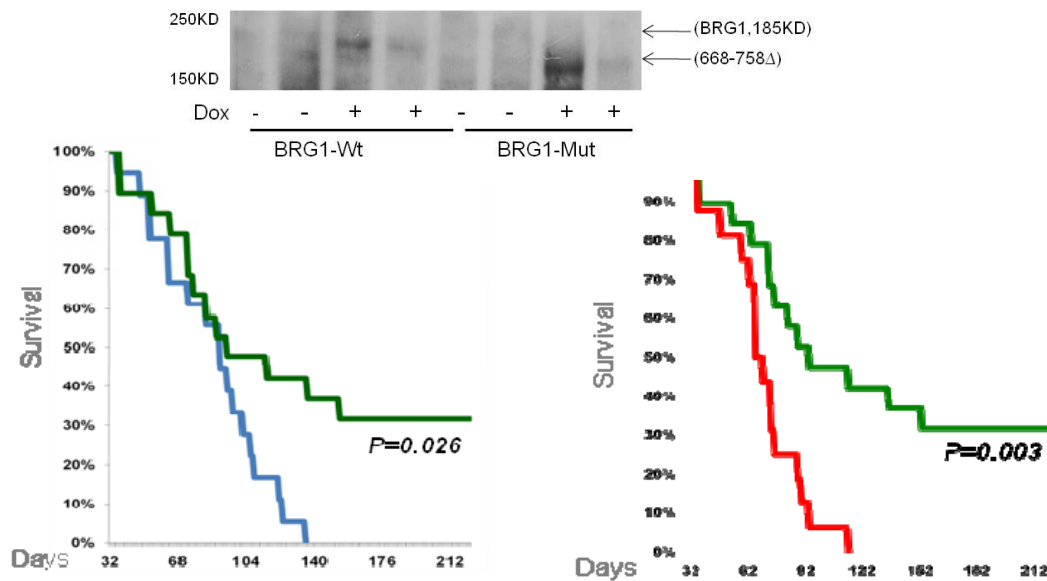 250KD
(BRG1,185KD)
(668-758Δ)
150KD
Dox - - + + - - + +
BRG1-Wt BRG1-Mut
100%
90%
80%
70%
60%
50%
40%
30%
20%
10%
0%
Survival
P=0.026
Days 32 68 104 140 176 212
90%
80%
70%
60%
50%
40%
30%
20%
10%
0%
Survival
P=0.003
Days 32 62 92 122 152 182 212